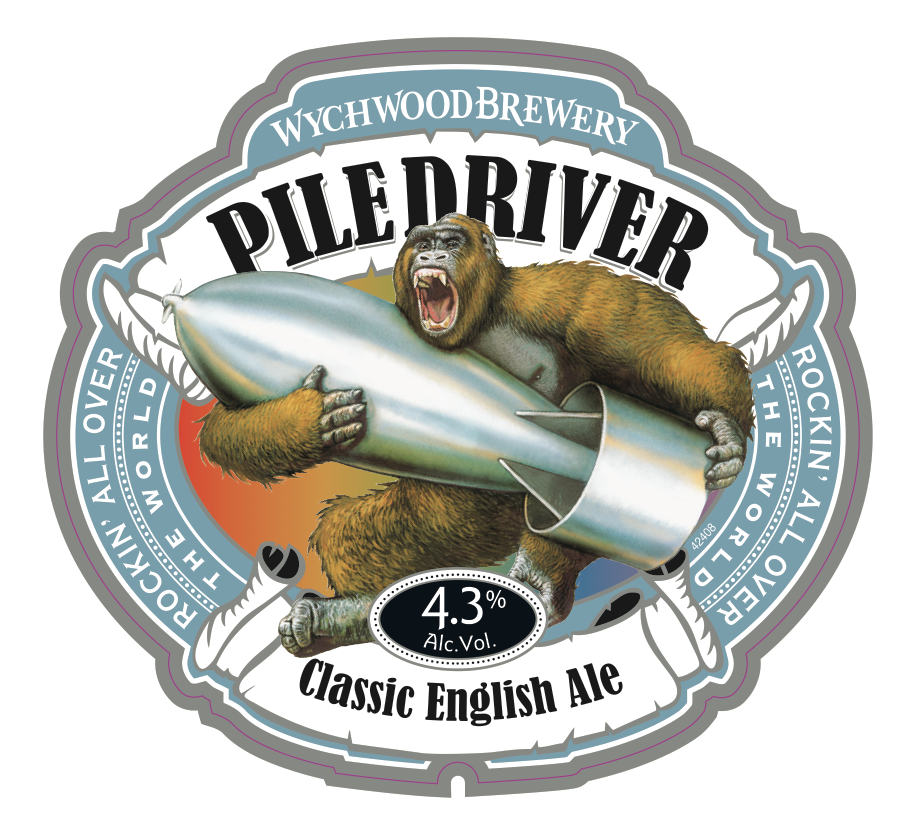 WYCHWOOD BREWERY
PILEDRIVER
ROCKIN' ALL OVER
THE WORLD
ROCKIN' ALL OVER
THE WORLD
42408
4.3%
Alc.Vol.
Classic English Ale